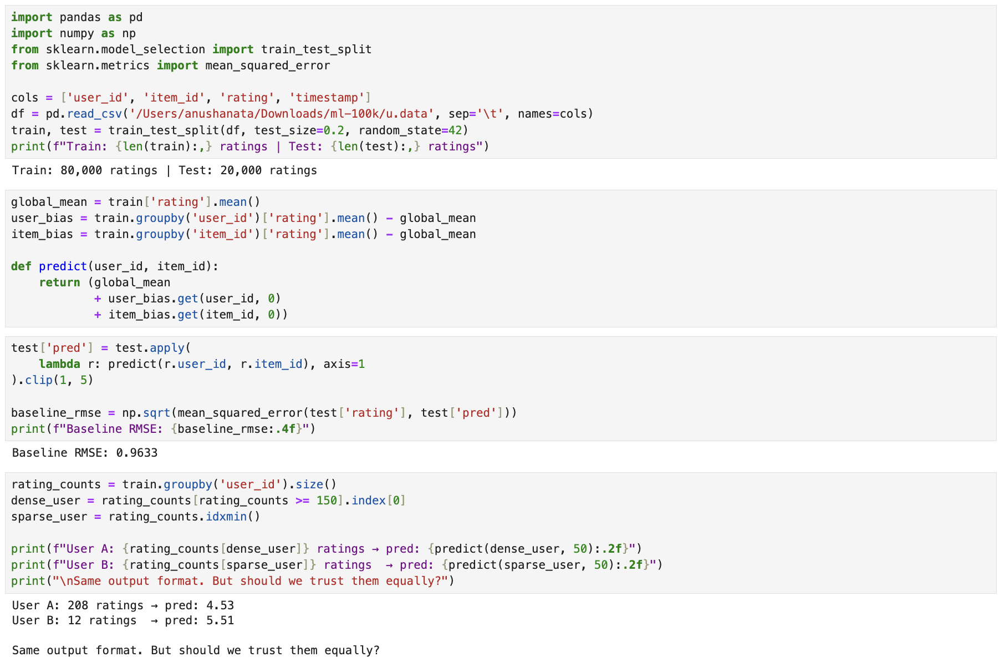 import pandas as pd
import numpy as np
from sklearn.model_selection import train_test_split
from sklearn.metrics import mean_squared_error

cols = ['user_id', 'item_id', 'rating', 'timestamp']
df = pd.read_csv('/Users/anushanata/Downloads/ml-100k/u.data', sep='\t', names=cols)
train, test = train_test_split(df, test_size=0.2, random_state=42)
print(f"Train: {len(train):,} ratings | Test: {len(test):,} ratings")
Train: 80,000 ratings | Test: 20,000 ratings

global_mean = train['rating'].mean()
user_bias = train.groupby('user_id')['rating'].mean() - global_mean
item_bias = train.groupby('item_id')['rating'].mean() - global_mean

def predict(user_id, item_id):
    return (global_mean
            + user_bias.get(user_id, 0)
            + item_bias.get(item_id, 0))

test['pred'] = test.apply(
    lambda r: predict(r.user_id, r.item_id), axis=1
).clip(1, 5)

baseline_rmse = np.sqrt(mean_squared_error(test['rating'], test['pred']))
print(f"Baseline RMSE: {baseline_rmse:.4f}")
Baseline RMSE: 0.9633

rating_counts = train.groupby('user_id').size()
dense_user = rating_counts[rating_counts >= 150].index[0]
sparse_user = rating_counts.idxmin()

print(f"User A: {rating_counts[dense_user]} ratings → pred: {predict(dense_user, 50):.2f}")
print(f"User B: {rating_counts[sparse_user]} ratings  → pred: {predict(sparse_user, 50):.2f}")
print("\nSame output format. But should we trust them equally?")
User A: 208 ratings → pred: 4.53
User B: 12 ratings  → pred: 5.51

Same output format. But should we trust them equally?